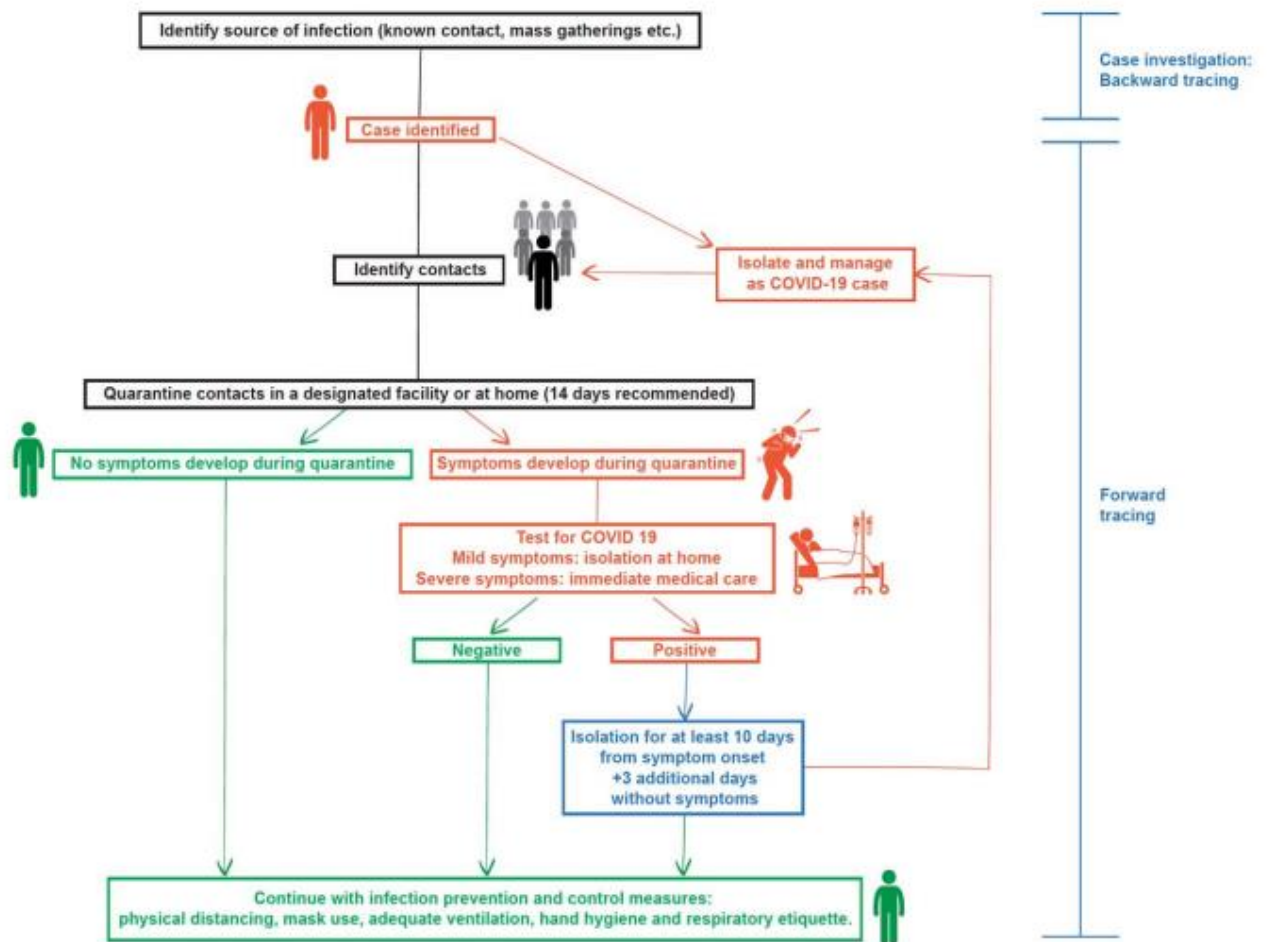 Identify source of infection (known contact, mass gatherings etc.)
Case investigation:
Backward tracing
Case identified
Identify contacts
Isolate and manage
as COVID-19 case
Quarantine contacts in a designated facility or at home (14 days recommended)
No symptoms develop during quarantine
Symptoms develop during quarantine
Forward
tracing
Test for COVID 19
Mild symptoms: isolation at home
Severe symptoms: immediate medical care
Negative
Positive
Isolation for at least 10 days
from symptom onset
+3 additional days
without symptoms
Continue with infection prevention and control measures:
physical distancing, mask use, adequate ventilation, hand hygiene and respiratory etiquette.